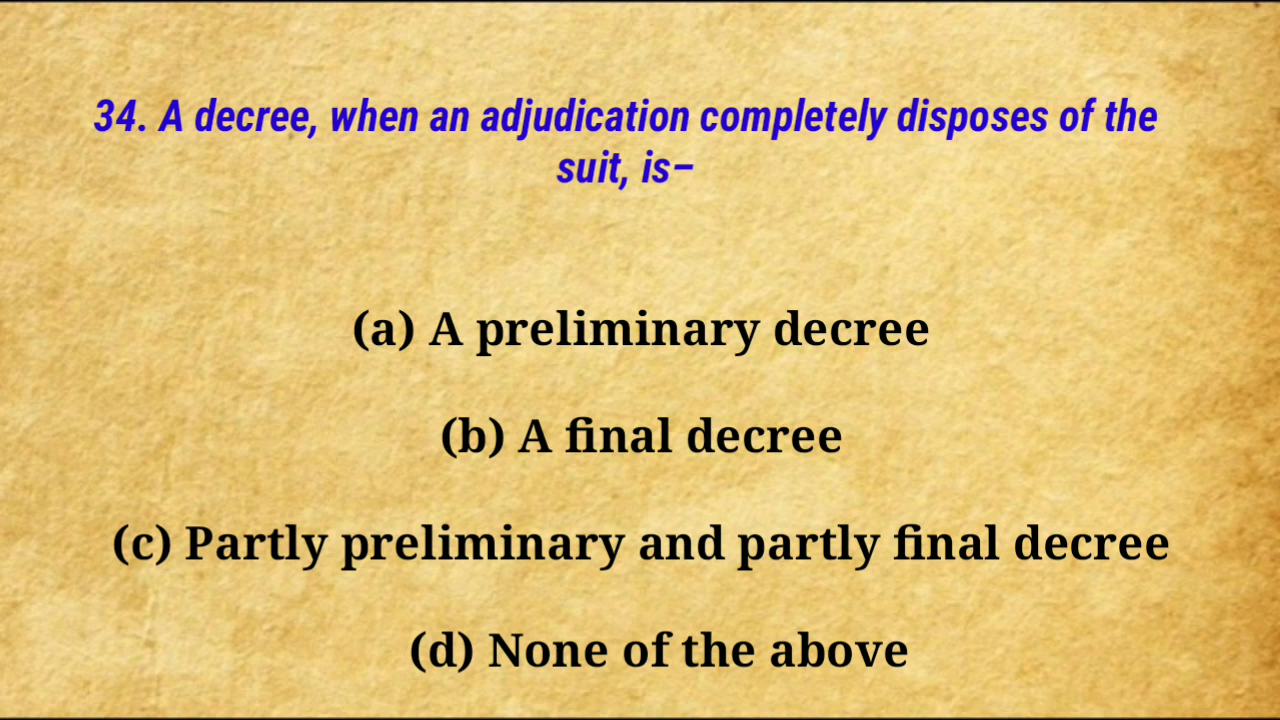 34. A decree, when an adjudication completely disposes of the
suit, is–
(a) A preliminary decree
(b) A final decree
(c) Partly preliminary and partly final decree
(d) None of the above